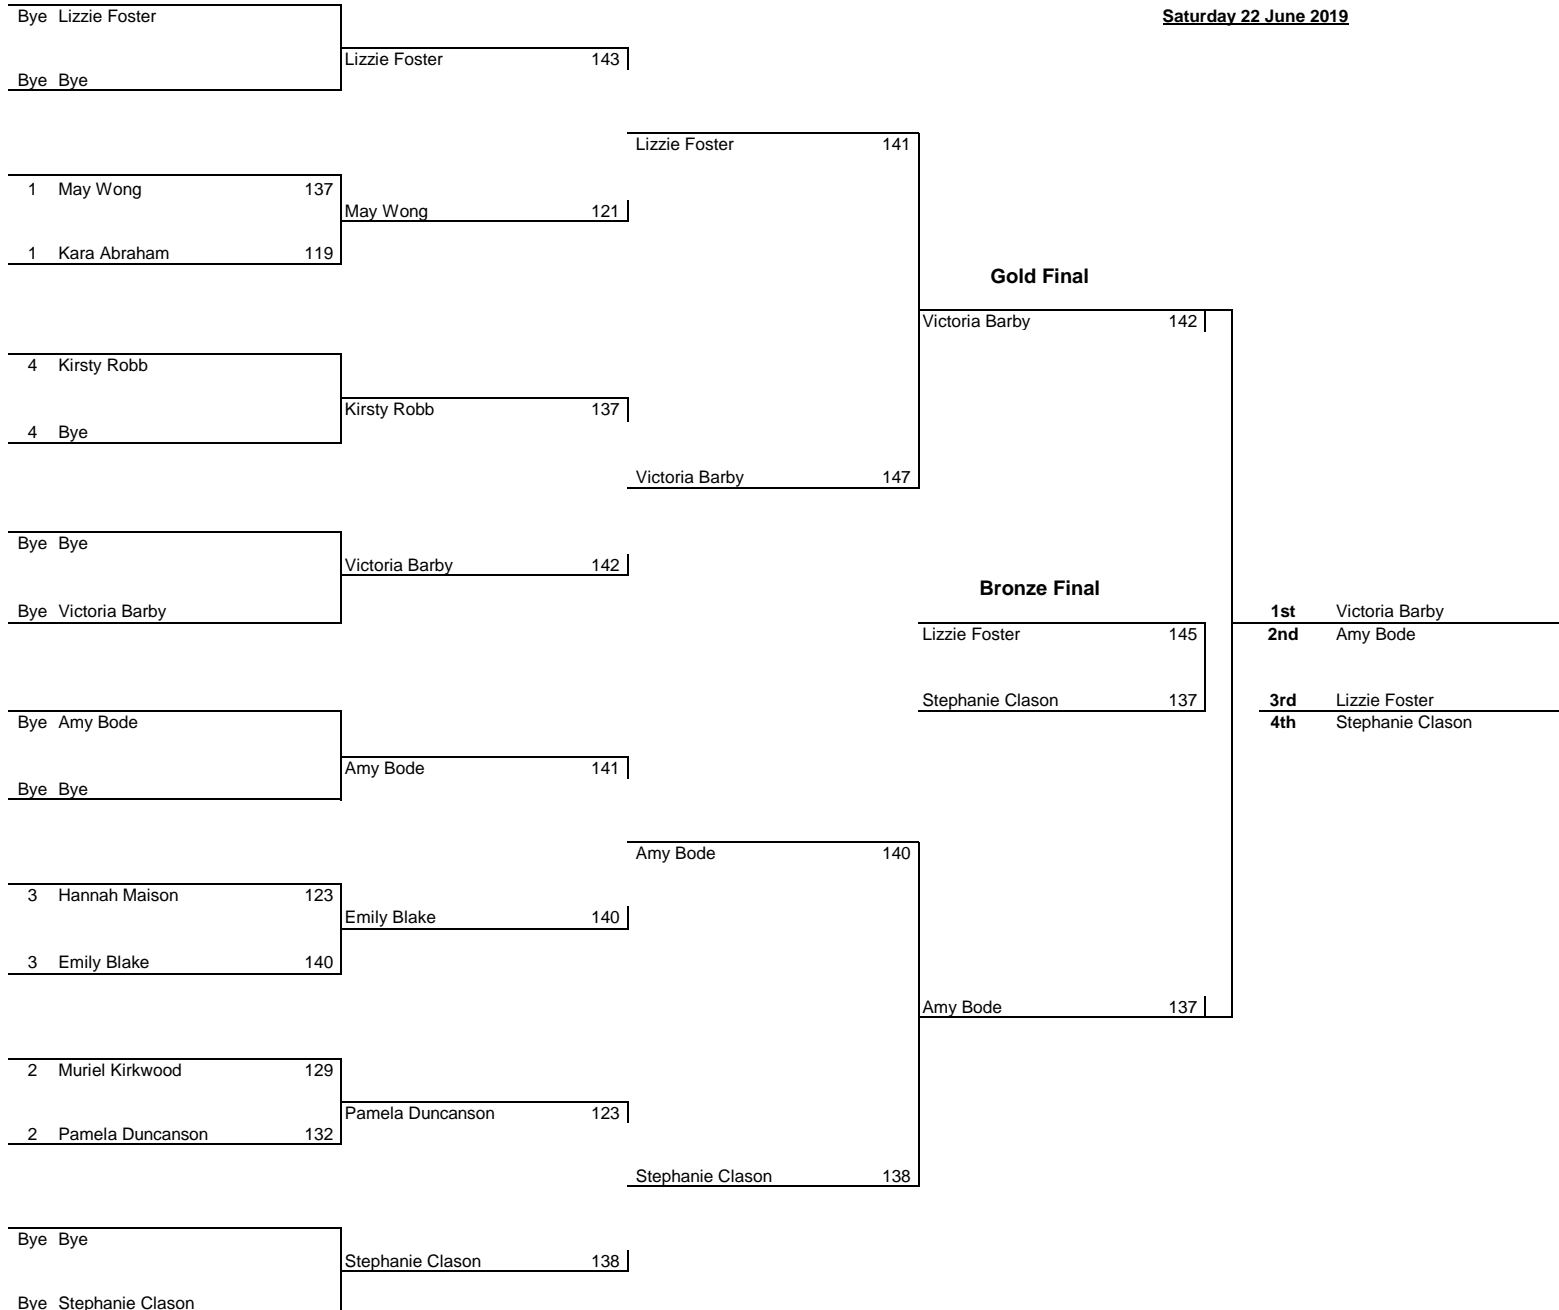 Bye Lizzie Foster
Saturday 22 June 2019
Lizzie Foster 143
Bye Bye
Lizzie Foster 141
1 May Wong 137
May Wong 121
1 Kara Abraham 119
Gold Final
Victoria Barby 142
4 Kirsty Robb
Kirsty Robb 137
4 Bye
Victoria Barby 147
Bye Bye
Victoria Barby 142
Bronze Final
Bye Victoria Barby
1st Victoria Barby
Lizzie Foster 145
2nd Amy Bode
Stephanie Clason 137
3rd Lizzie Foster
Bye Amy Bode
4th Stephanie Clason
Amy Bode 141
Bye Bye
Amy Bode 140
3 Hannah Maison 123
Emily Blake 140
3 Emily Blake 140
Amy Bode 137
2 Muriel Kirkwood 129
Pamela Duncanson 123
2 Pamela Duncanson 132
Stephanie Clason 138
Bye Bye
Stephanie Clason 138
Bye Stephanie Clason